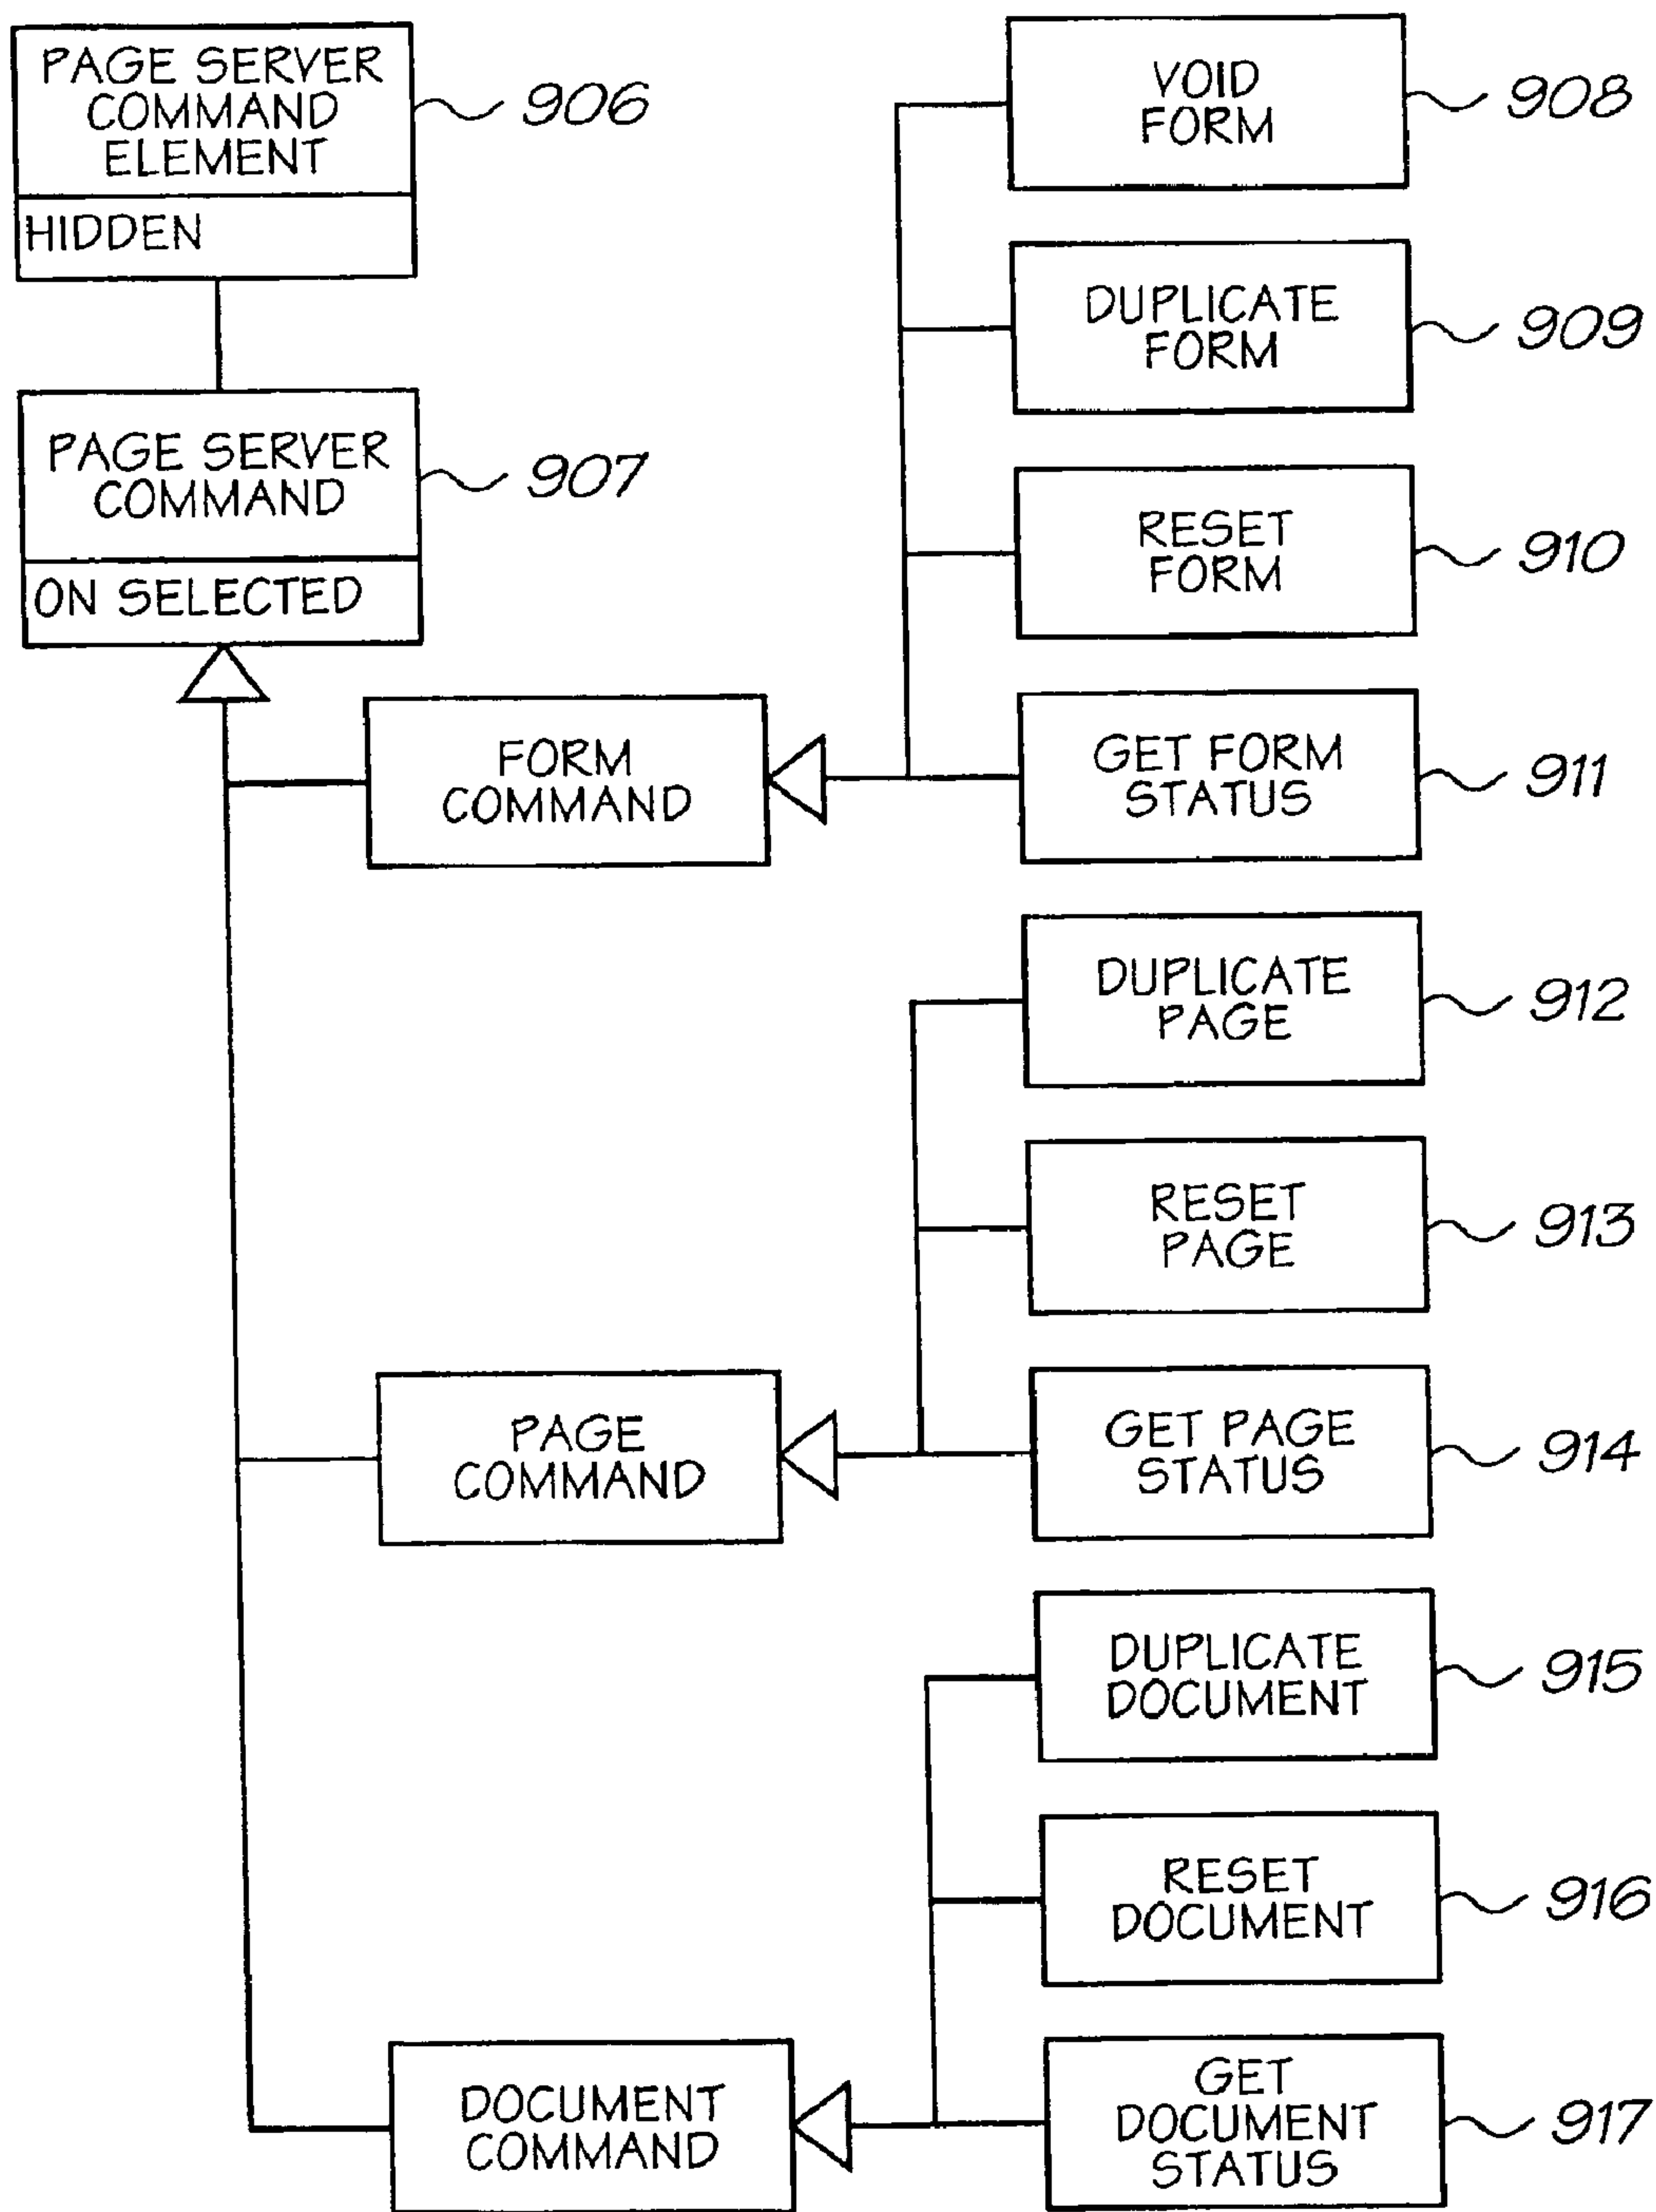 PAGE SERVER
COMMAND
ELEMENT
906
HIDDEN
PAGE SERVER
COMMAND
907
ON SELECTED
FORM
COMMAND
VOID
FORM
908
DUPLICATE
FORM
909
RESET
FORM
910
GET FORM
STATUS
911
PAGE
COMMAND
DUPLICATE
PAGE
912
RESET
PAGE
913
GET PAGE
STATUS
914
DOCUMENT
COMMAND
DUPLICATE
DOCUMENT
915
RESET
DOCUMENT
916
GET
DOCUMENT
STATUS
917